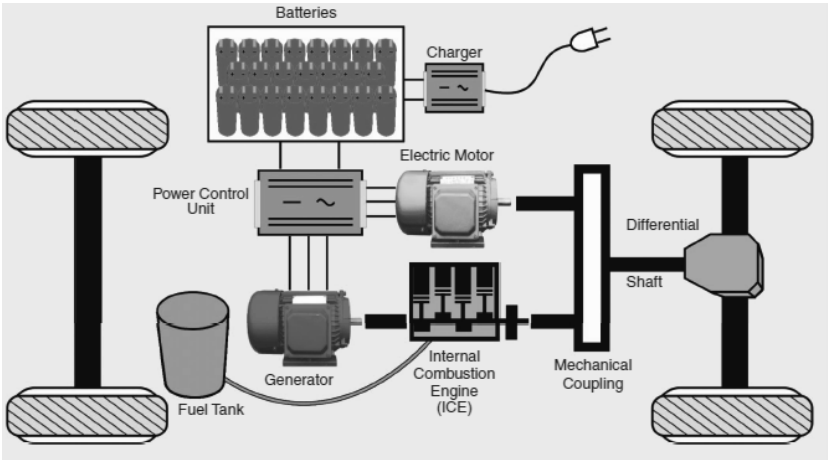 Batteries
Charger
Electric Motor
Power Control
Unit
Differential
Shaft
Internal
Combustion
Engine
(ICE)
Mechanical
Coupling
Generator
Fuel Tank